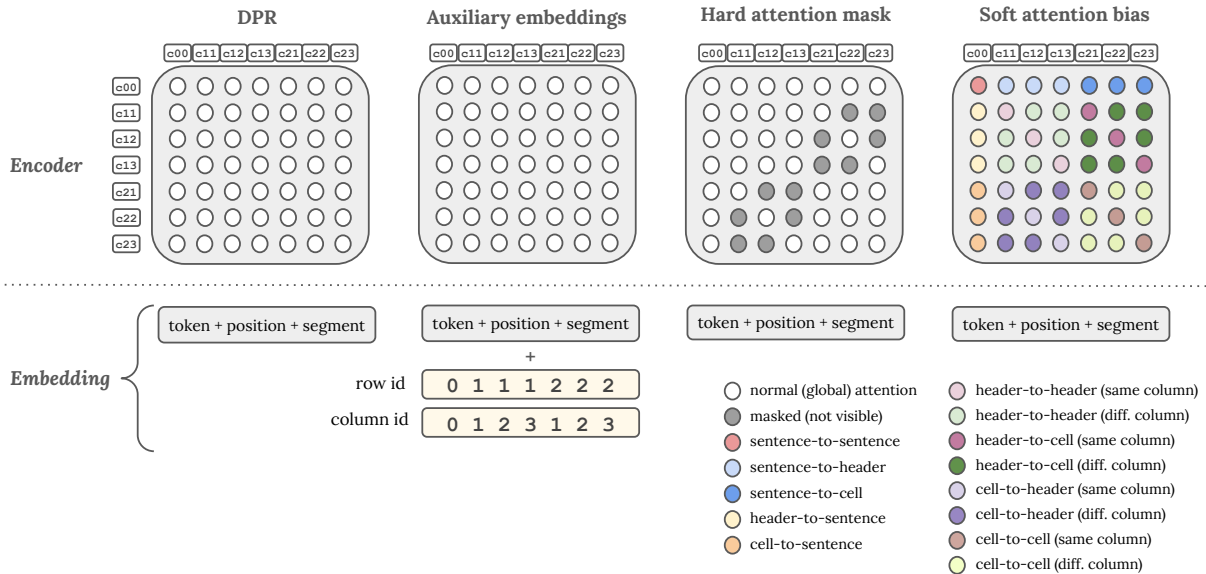 DPR
Auxiliary embeddings
Hard attention mask
Soft attention bias
c00 c11 c12 c13 c21 c22 c23
c00 c11 c12 c13 c21 c22 c23
c00 c11 c12 c13 c21 c22 c23
c00 c11 c12 c13 c21 c22 c23
Encoder
c00
c11
c12
c13
c21
c22
c23
Embedding
token + position + segment
token + position + segment
+
row id 0 1 1 1 2 2 2
column id 0 1 2 3 1 2 3
token + position + segment
token + position + segment
normal (global) attention
masked (not visible)
sentence-to-sentence
sentence-to-header
sentence-to-cell
header-to-sentence
cell-to-sentence
header-to-header (same column)
header-to-header (diff. column)
header-to-cell (same column)
header-to-cell (diff. column)
cell-to-header (same column)
cell-to-header (diff. column)
cell-to-cell (same column)
cell-to-cell (diff. column)